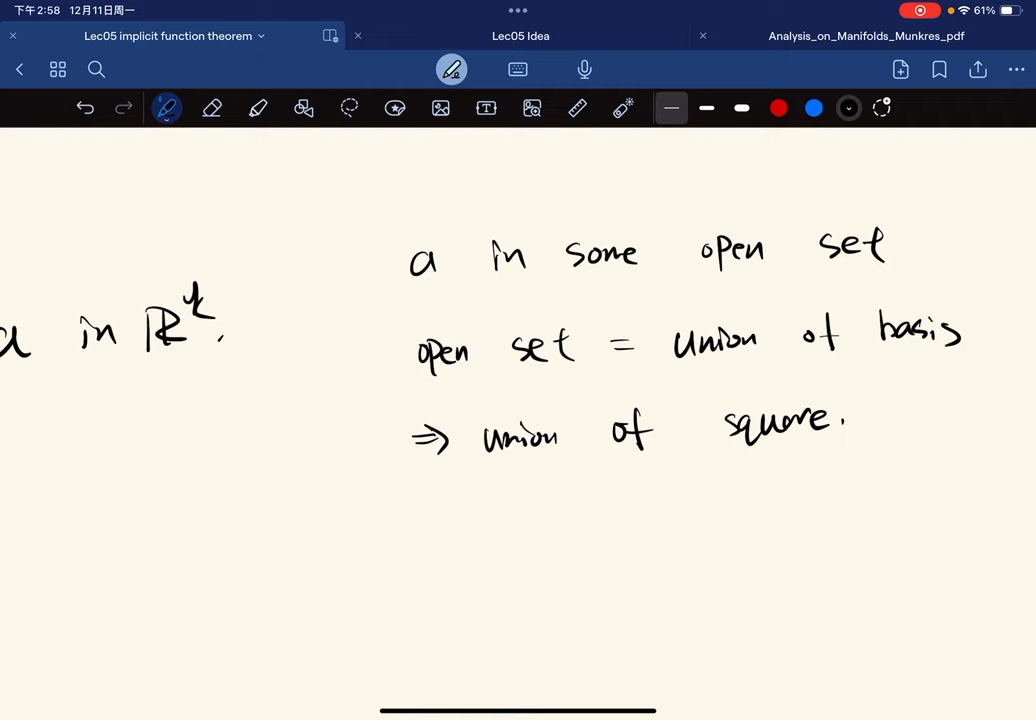 下午2:58 12月11日周一
61%
Lec05 implicit function theorem
Lec05 Idea
Analysis_on_Manifolds_Munkres_pdf
a in some open set
a in ℝᵏ.
open set = union of basis
⇒ union of square.